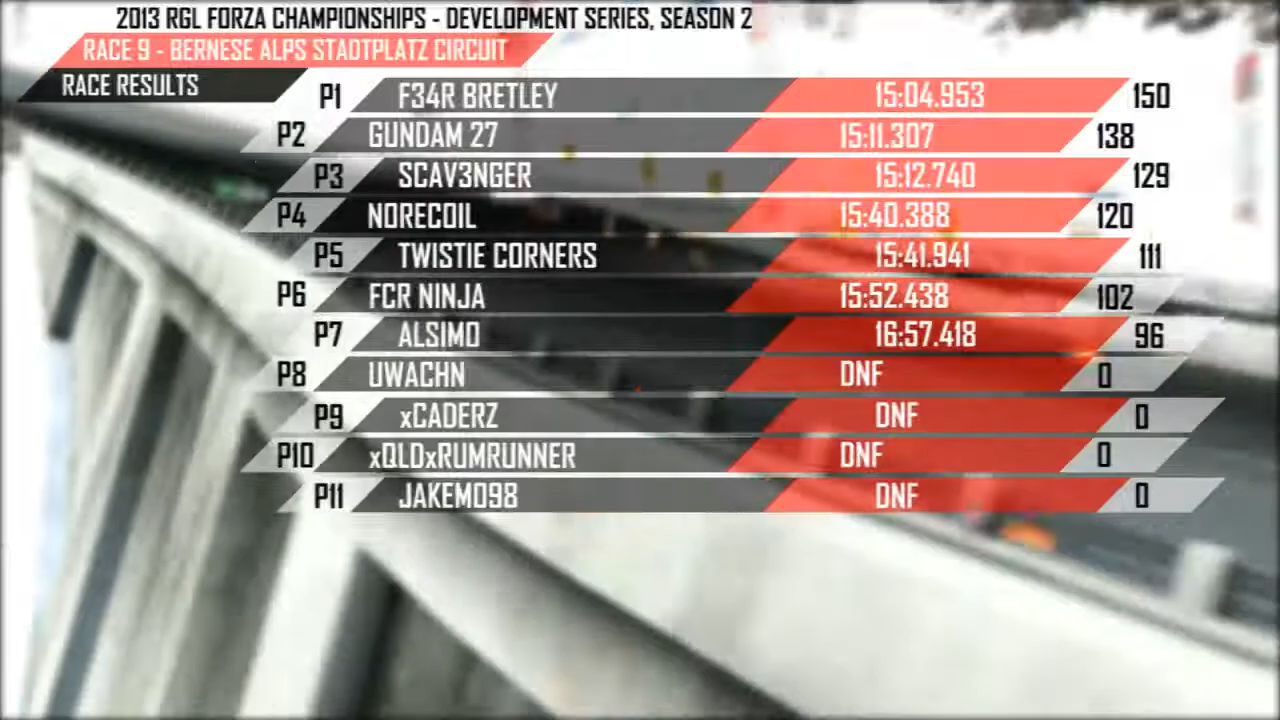 2013 RGL FORZA CHAMPIONSHIPS - DEVELOPMENT SERIES, SEASON 2
RACE 9 - BERNESE ALPS STADTPLATZ CIRCUIT
RACE RESULTS
P1 F34R BRETLEY 15:04.953 150
P2 GUNDAM 27 15:11.307 138
P3 SCAV3NGER 15:12.740 129
P4 NORECOIL 15:40.388 120
P5 TWISTIE CORNERS 15:41.941 111
P6 FCR NINJA 15:52.438 102
P7 ALSIMO 16:57.418 96
P8 UWACHN DNF 0
P9 xCADERZ DNF 0
P10 xQLDxRUMRUNNER DNF 0
P11 JAKEMO98 DNF 0